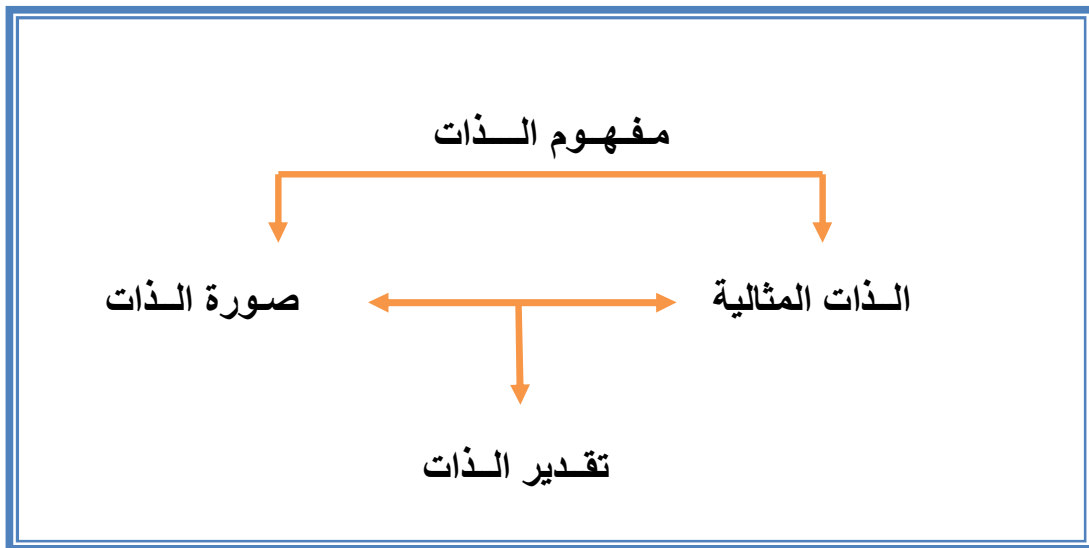 مفهوم الذات
الذات المثالية
صورة الذات
تقدير الذات